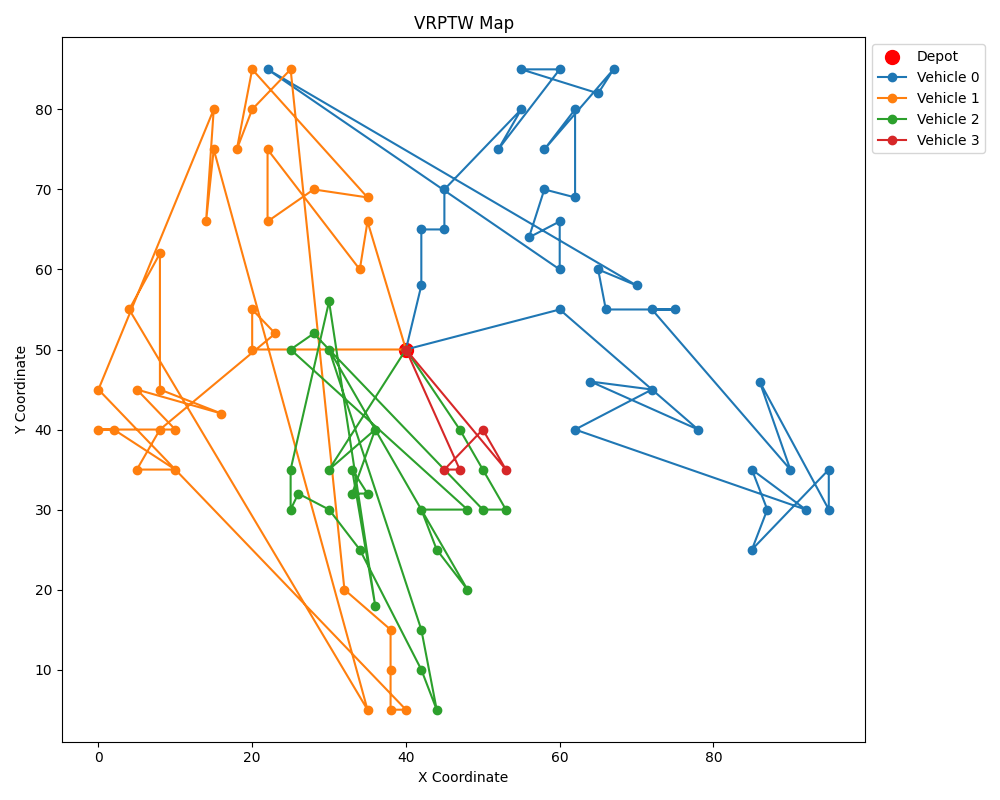 VRPTW Map
Depot
Vehicle 0
Vehicle 1
Vehicle 2
Vehicle 3
Y Coordinate
80
70
60
50
40
30
20
10
0
20
40
60
80
X Coordinate